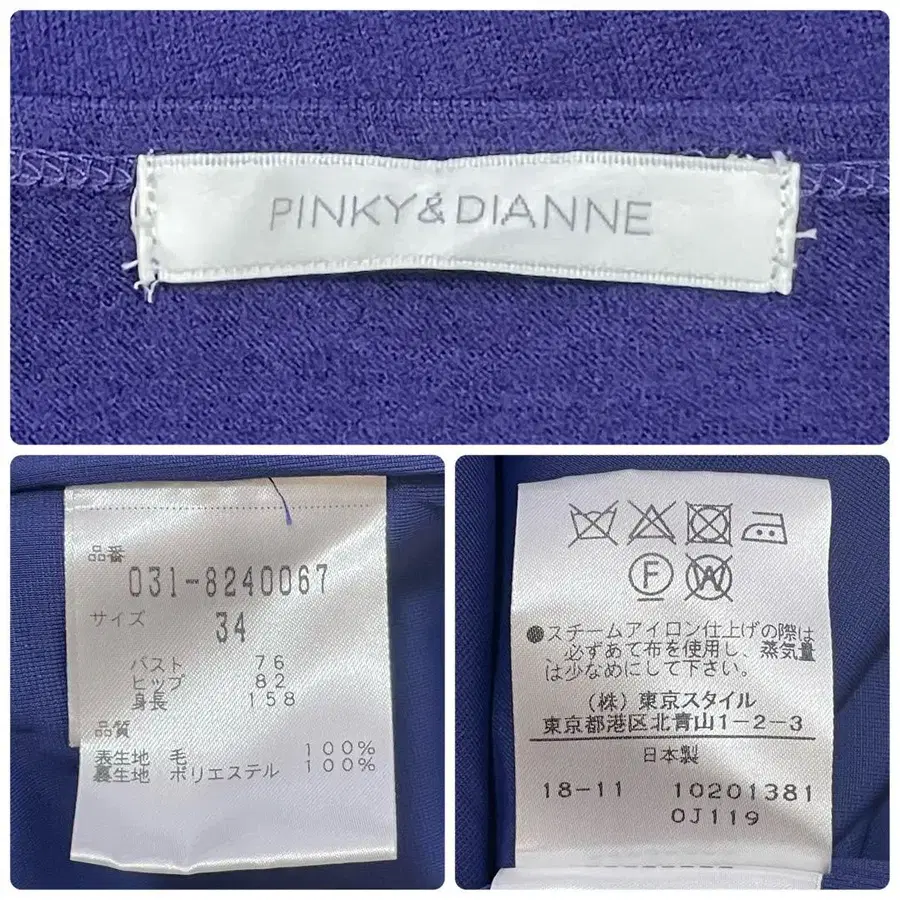 PINKY&DIANNE
品番
031-8240067
サイズ
34
バスト 76
ヒップ 82
身長 158
品質
表生地 毛 100%
裏生地 ポリエステル 100%
F W
●スチームアイロン仕上げの際は
必ずあて布を使用し、蒸気量
は少なめにして下さい。
(株)東京スタイル
東京都港区北青山1-2-3
日本製
18-11 10201381
0J119